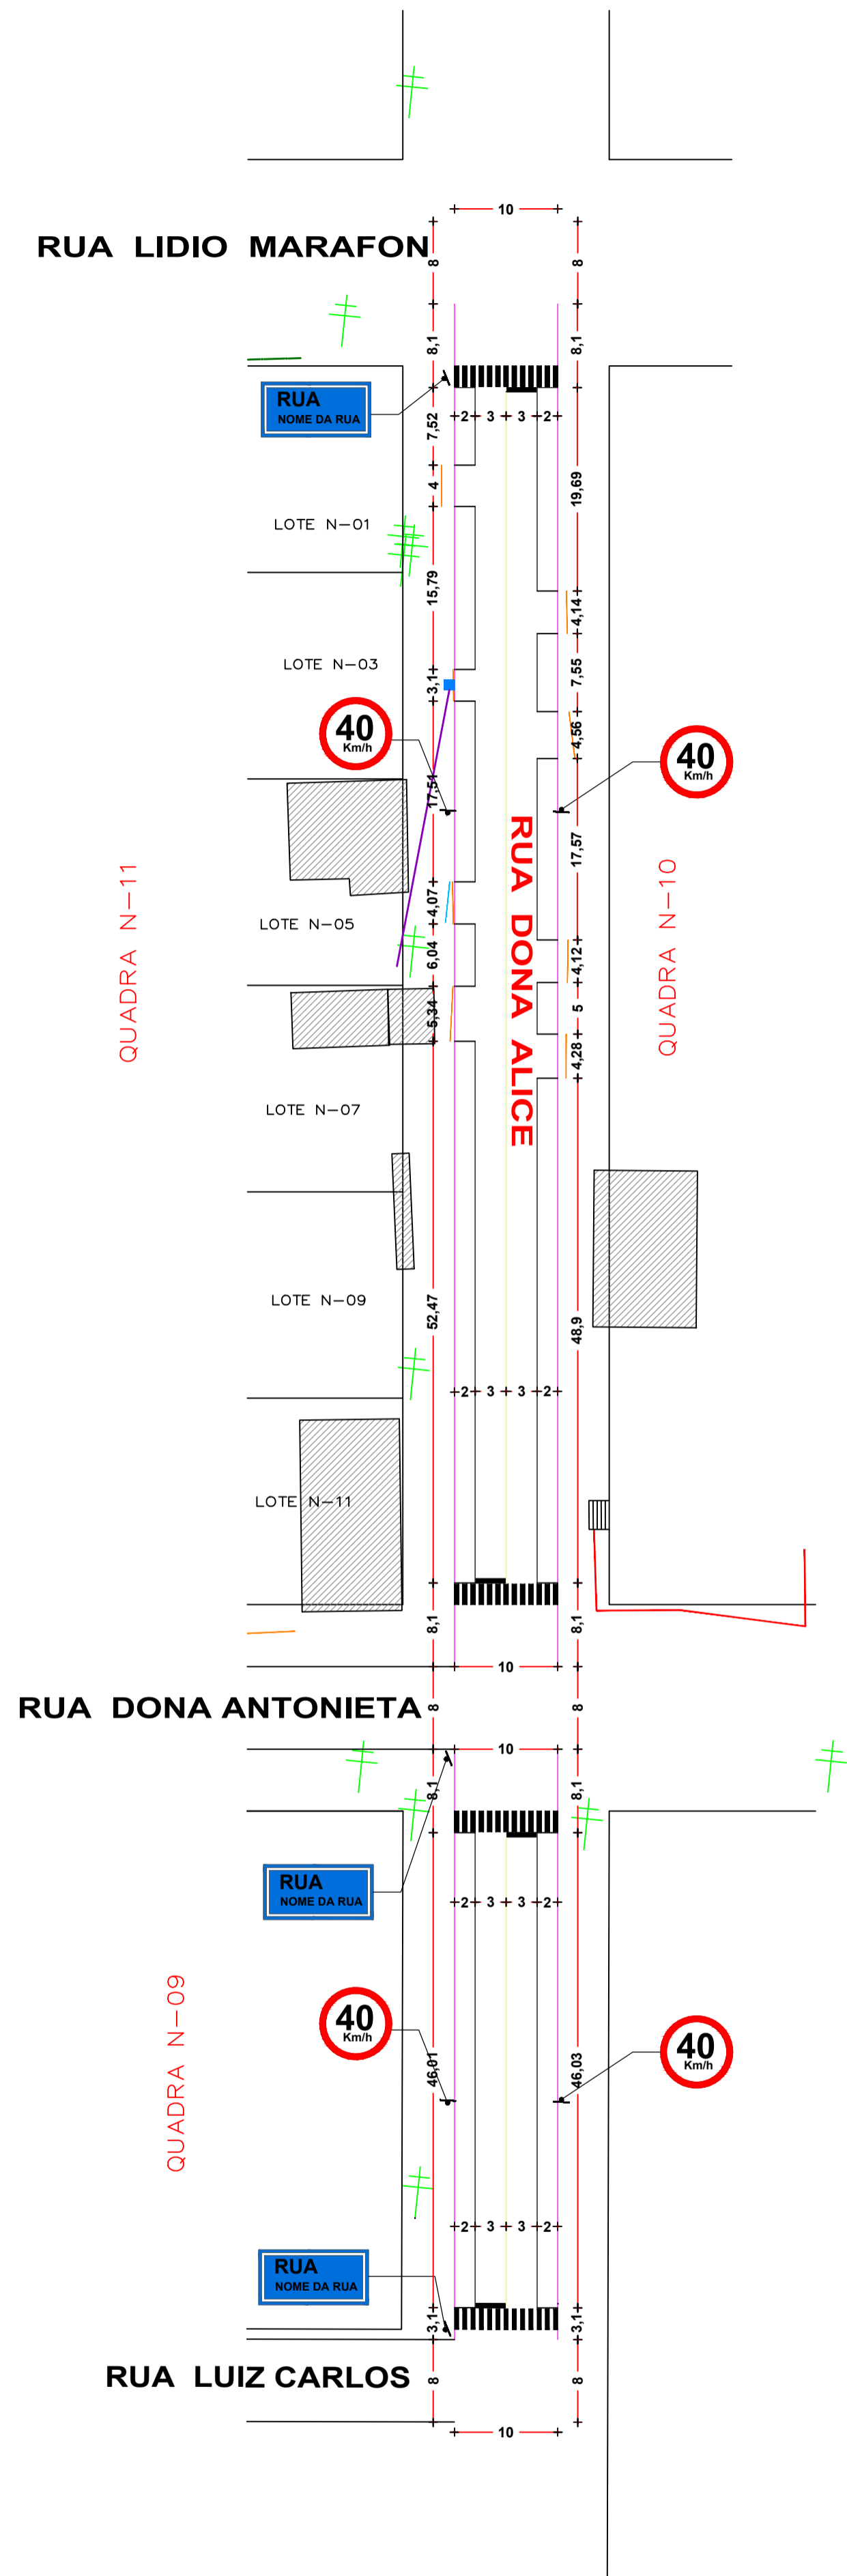 10
RUA LIDIO MARAFON
8
8
8,1
8,1
RUA
NOME DA RUA
2 3 3 2
7,52
19,69
4
LOTE N-01
15,79
4,14
LOTE N-03
7,55
3,1
4,56
40
Km/h
40
Km/h
17,51
17,57
RUA DONA ALICE
QUADRA N-11
QUADRA N-10
4,07
LOTE N-05
6,04
4,12
5,34
5
4,28
LOTE N-07
LOTE N-09
52,47
48,9
2 3 3 2
LOTE N-11
8,1
8,1
10
RUA DONA ANTONIETA
8
8
10
8,1
8,1
RUA
NOME DA RUA
2 3 3 2
QUADRA N-09
40
Km/h
40
Km/h
46,01
46,03
2 3 3 2
RUA
NOME DA RUA
3,1
3,1
RUA LUIZ CARLOS
8
8
10